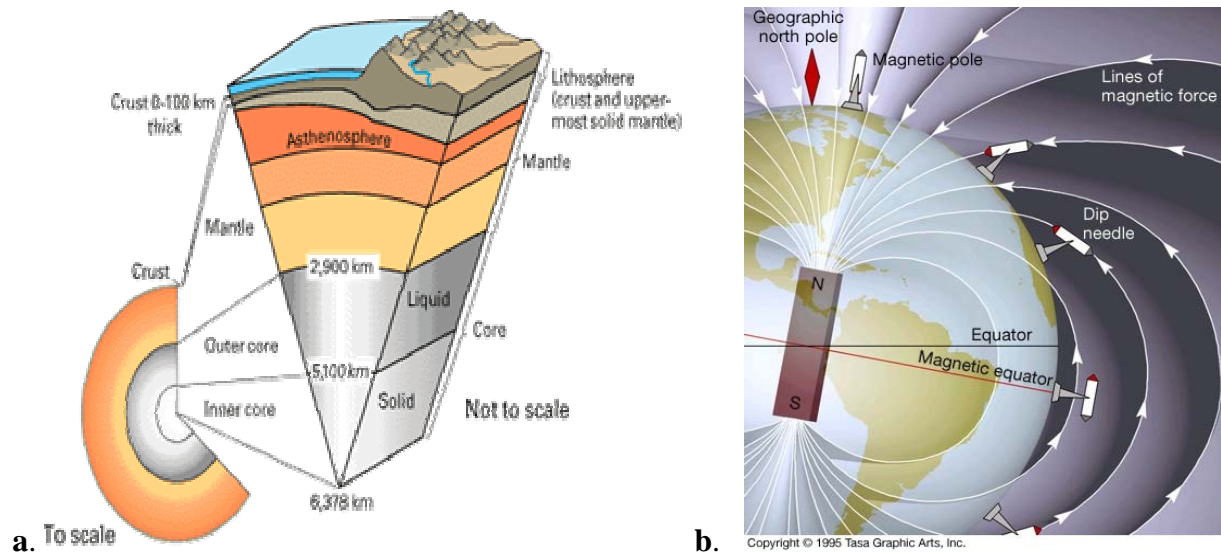 Crust 0-100 km
thick
Asthenosphere
Lithosphere
(crust and upper-
most solid mantle)
Mantle
Mantle
Crust
2,900 km
Liquid
Core
Outer core
5,100 km
Inner core
Solid
Not to scale
6,378 km
a. To scale
Geographic
north pole
Magnetic pole
Lines of
magnetic force
Dip
needle
N
Equator
Magnetic equator
S
b.
Copyright © 1995 Tasa Graphic Arts, Inc.